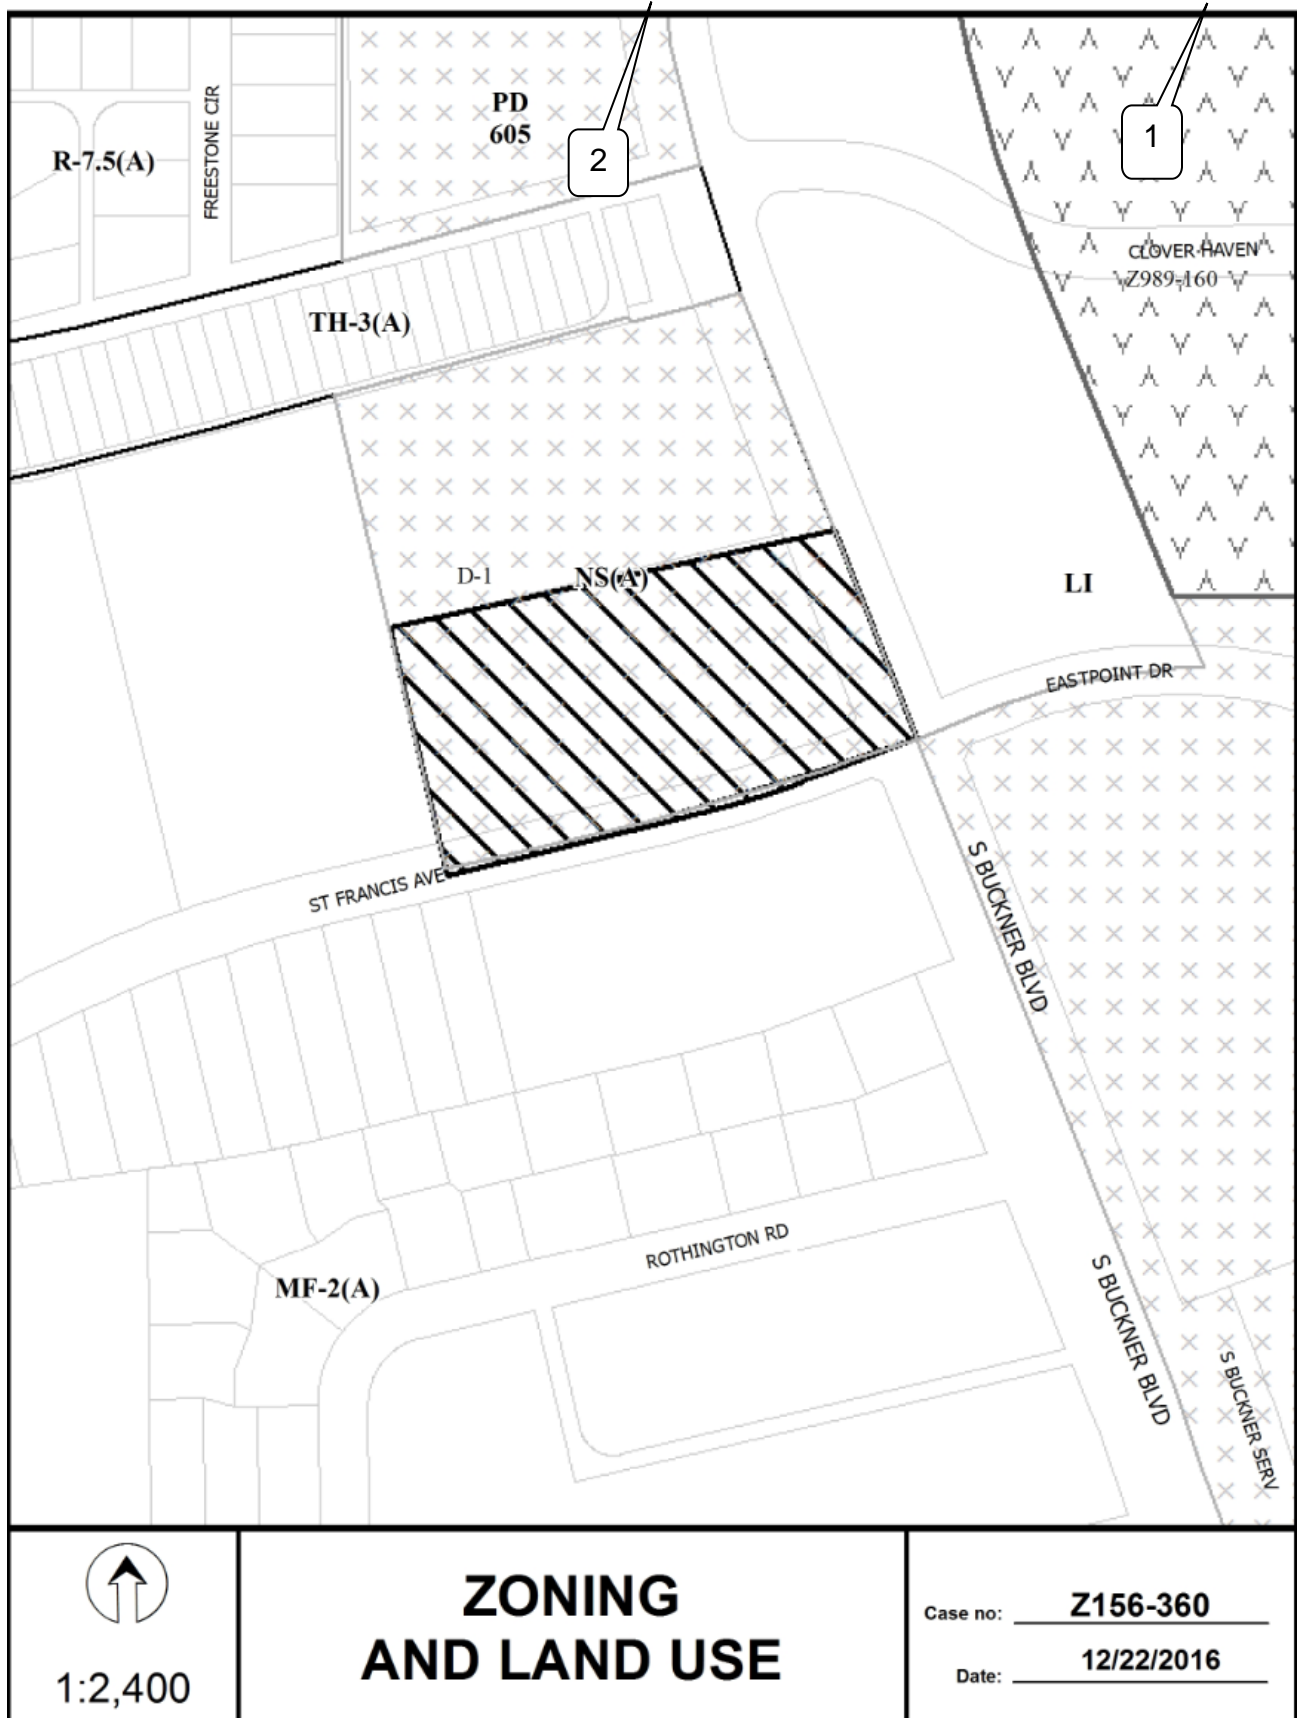 PD
605
2
1
R-7.5(A)
FREESTONE CIR
CLOVER HAVEN
Z989-160
TH-3(A)
D-1
NS(A)
LI
EASTPOINT DR
ST FRANCIS AVE
S BUCKNER BLVD
ROTHINGTON RD
MF-2(A)
S BUCKNER BLVD
S BUCKNER SERV
1:2,400
ZONING
AND LAND USE
Case no: Z156-360
Date: 12/22/2016